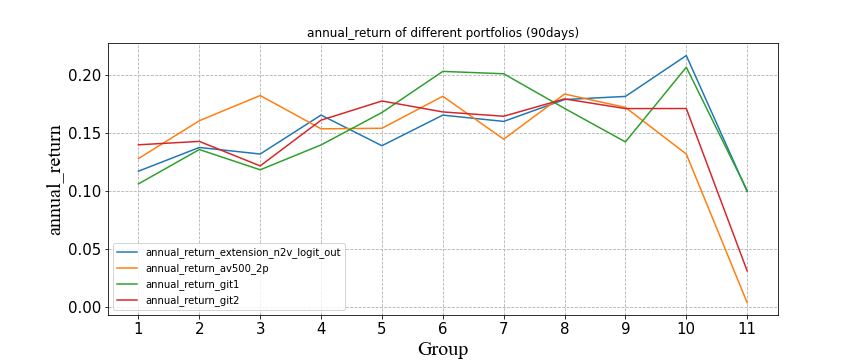 annual_return of different portfolios (90days)
annual_return
0.20
0.15
0.10
0.05
0.00
annual_return_extension_n2v_logit_out
annual_return_av500_2p
annual_return_git1
annual_return_git2
1 2 3 4 5 6 7 8 9 10 11
Group